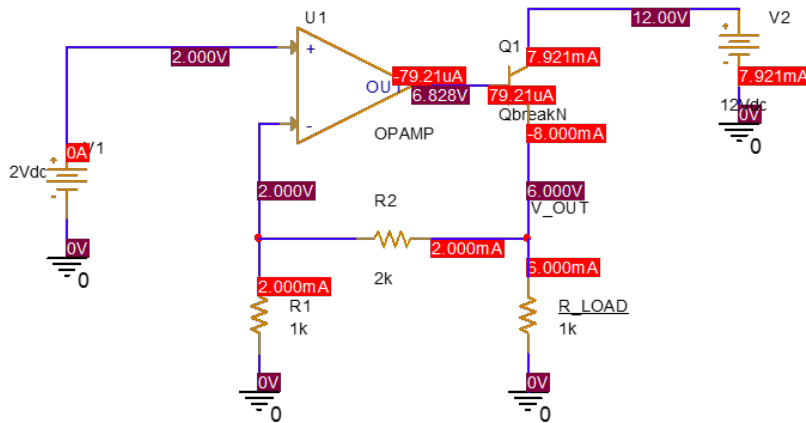 U1
12.00V
V2
Q1
2.000V
+
7.921mA
-79.21uA
OU
6.828V
79.21uA
7.921mA
QbreakN
12Vdc
OPAMP
-8.000mA
0V
0
0A
V1
2Vdc
2.000V
R2
6.000V
V_OUT
2.000mA
2k
0V
0
2.000mA
R1
1k
6.000mA
R_LOAD
1k
0V
0
0V
0